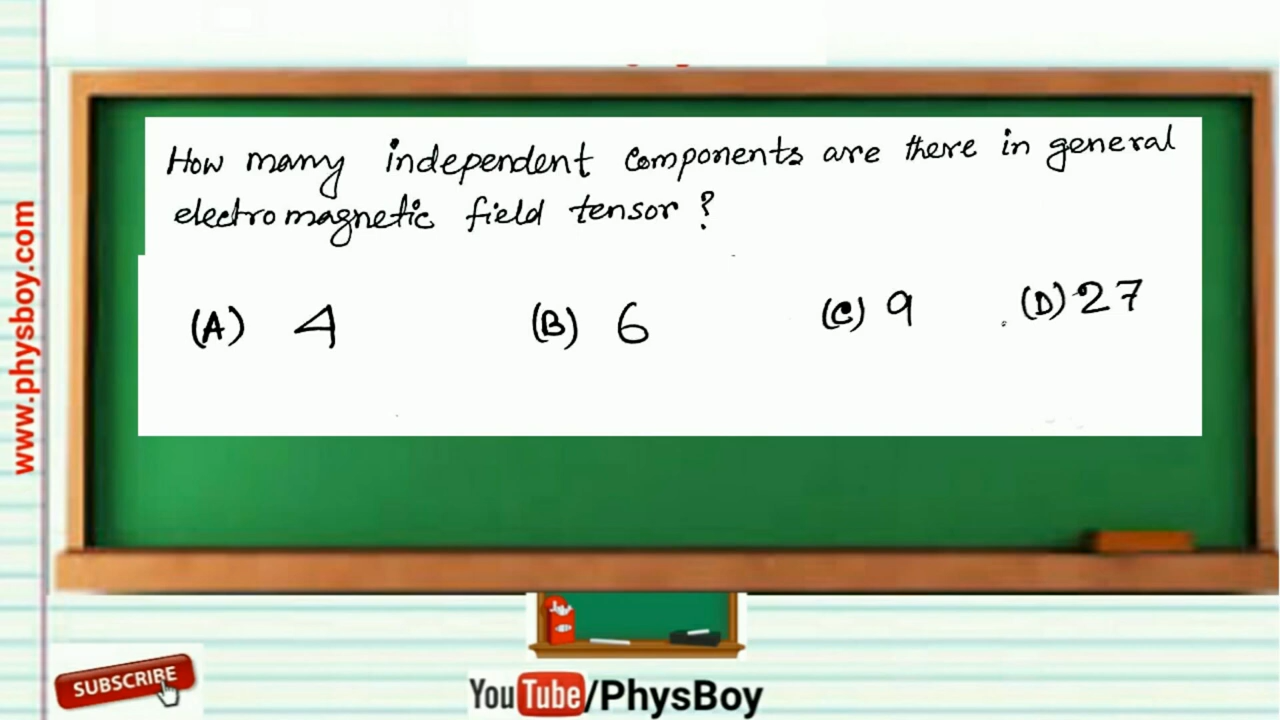 How many independent components are there in general
electromagnetic field tensor?
(A) 4 (B) 6 (C) 9 (D) 27
www.physboy.com
SUBSCRIBE
YouTube/PhysBoy